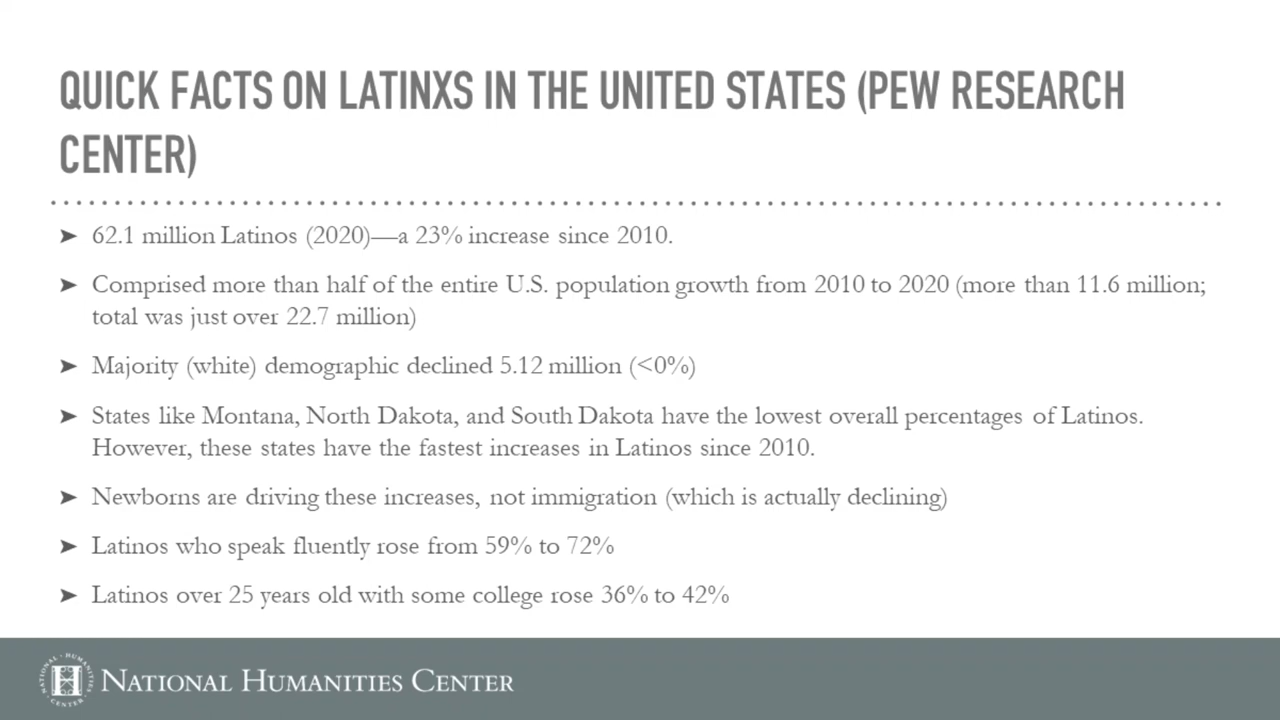 QUICK FACTS ON LATINXS IN THE UNITED STATES (PEW RESEARCH
CENTER)
➤ 62.1 million Latinos (2020)—a 23% increase since 2010.
➤ Comprised more than half of the entire U.S. population growth from 2010 to 2020 (more than 11.6 million;
total was just over 22.7 million)
➤ Majority (white) demographic declined 5.12 million (<0%)
➤ States like Montana, North Dakota, and South Dakota have the lowest overall percentages of Latinos.
However, these states have the fastest increases in Latinos since 2010.
➤ Newborns are driving these increases, not immigration (which is actually declining)
➤ Latinos who speak fluently rose from 59% to 72%
➤ Latinos over 25 years old with some college rose 36% to 42%
NATIONAL · HUMANITIES · CENTER
H
NATIONAL HUMANITIES CENTER